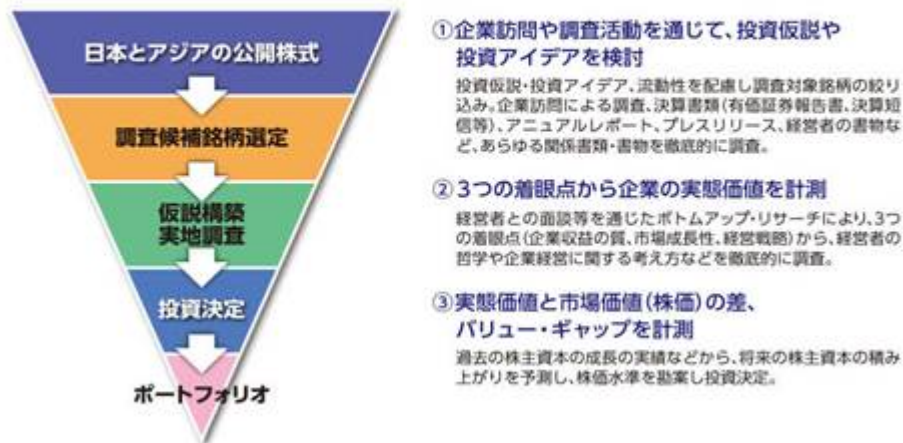 日本とアジアの公開株式
調査候補銘柄選定
仮説構築
実地調査
投資決定
ポートフォリオ
①企業訪問や調査活動を通じて、投資仮説や
投資アイデアを検討
投資仮説・投資アイデア、流動性を配慮し調査対象銘柄の絞り
込み。企業訪問による調査、決算書類(有価証券報告書、決算短
信等)、アニュアルレポート、プレスリリース、経営者の書物な
ど、あらゆる関係書類・書物を徹底的に調査。
②3つの着眼点から企業の実態価値を計測
経営者との面談等を通じたボトムアップ・リサーチにより、3つ
の着眼点(企業収益の質、市場成長性、経営戦略)から、経営者の
哲学や企業経営に関する考え方などを徹底的に調査。
③実態価値と市場価値(株価)の差、
バリュー・ギャップを計測
過去の株主資本の成長の実績などから、将来の株主資本の積み
上がりを予測し、株価水準を勘案し投資決定。